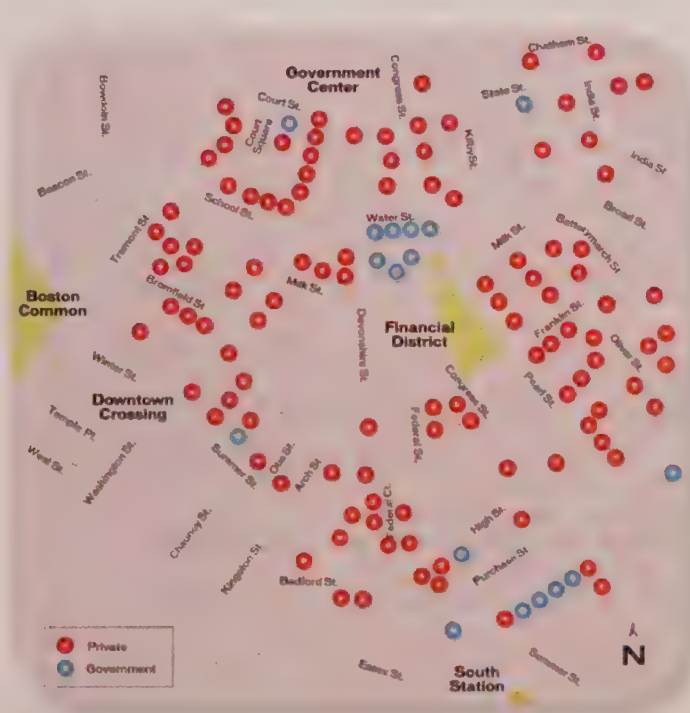 Chatham St.
Government
Center
Congress St.
State St.
India St.
Bowdoin St.
Court St.
Court
Square
Kilby St.
India St
Beacon St.
School St.
Water St.
Broad St.
Tremont St.
Milk St.
Batterymarch St
Bromfield St
Milk St.
Boston
Common
Devonshire St.
Financial
District
Franklin St.
Oliver St.
Winter St.
Pearl St.
Downtown
Crossing
Congress St.
Federal St.
Temple Pl.
West St.
Washington St.
Summer St.
Otis St.
Arch St.
Federal Ct.
Chauncy St.
High St.
Kingston St.
Bedford St.
Purchase St
Private
Government
Essex St.
South
Station
Summer St.
N